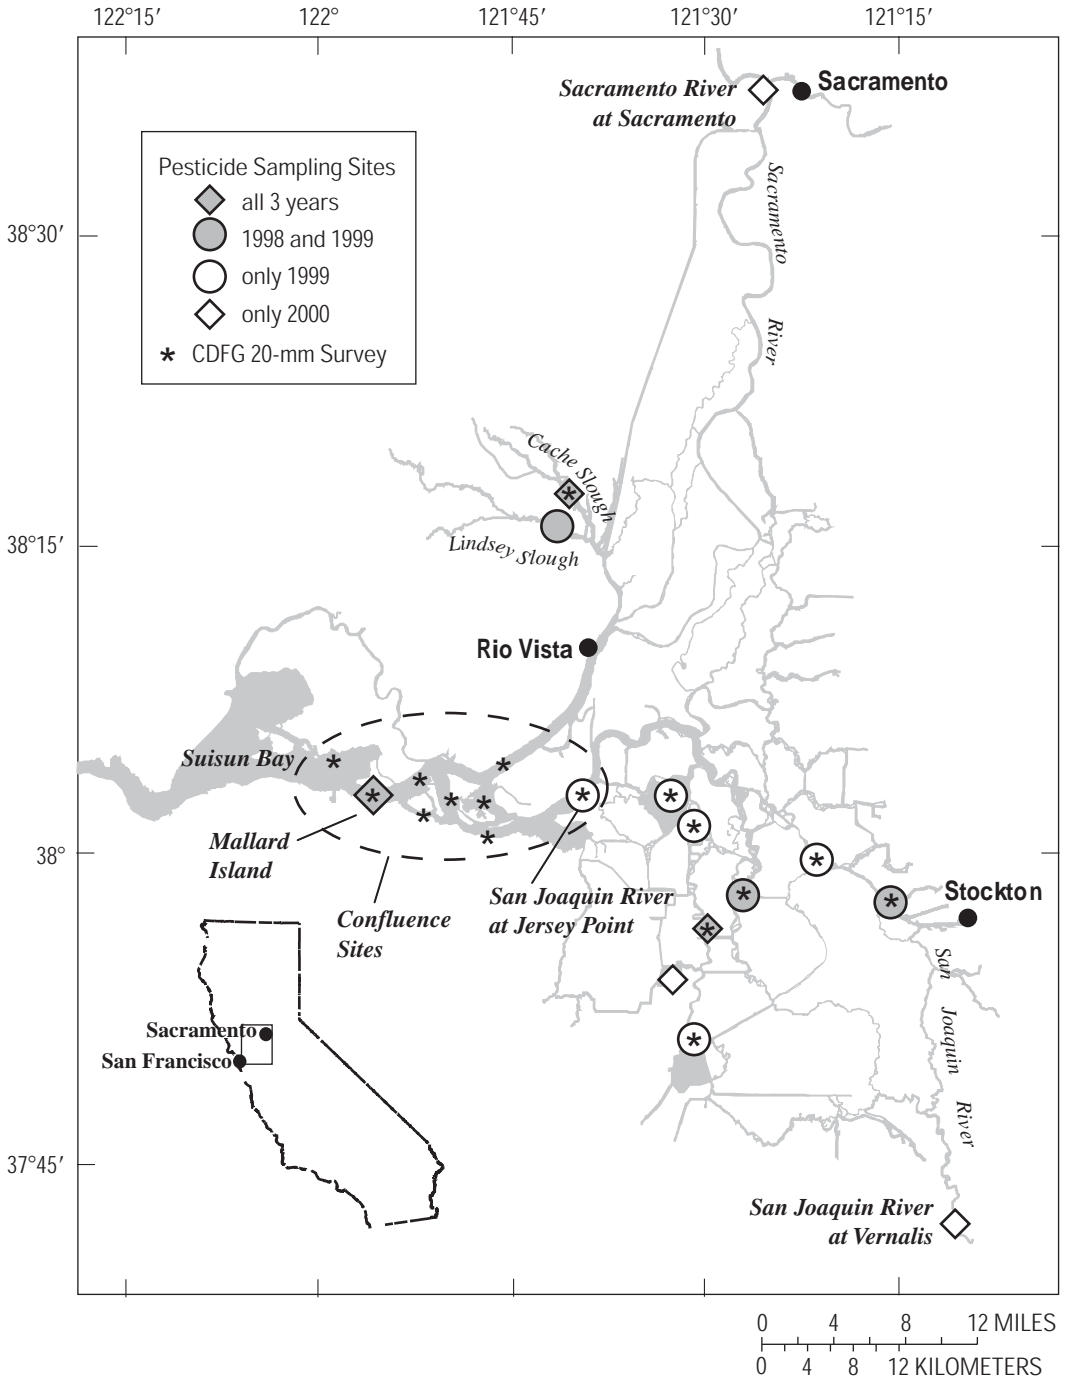 122°15′
122°
121°45′
121°30′
121°15′
Sacramento River
at Sacramento
Sacramento
Pesticide Sampling Sites
all 3 years
1998 and 1999
only 1999
only 2000
* CDFG 20-mm Survey
38°30′
Sacramento
River
Cache Slough
38°15′
Lindsey Slough
Rio Vista
Suisun Bay
Mallard
Island
38°
Confluence
Sites
San Joaquin River
at Jersey Point
Stockton
San
Joaquin
River
Sacramento
San Francisco
37°45′
San Joaquin River
at Vernalis
0 4 8 12 MILES
0 4 8 12 KILOMETERS